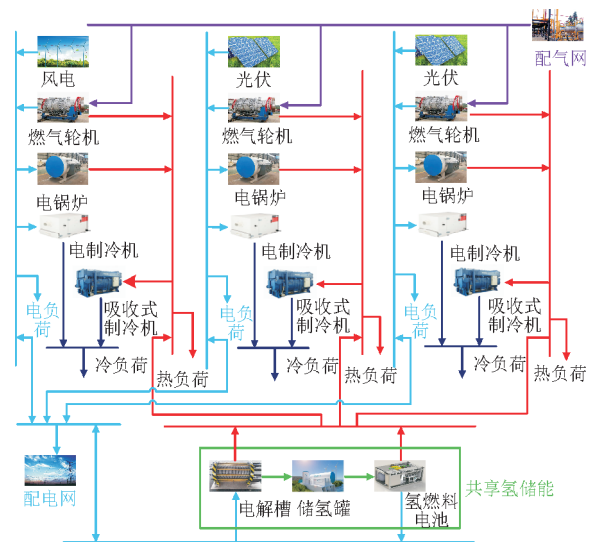 配气网
风电
光伏
光伏
燃气轮机
燃气轮机
燃气轮机
电锅炉
电锅炉
电锅炉
电制冷机
电制冷机
电制冷机
电负
荷
吸收式
制冷机
电负
荷
吸收式
制冷机
电负
荷
吸收式
制冷机
冷负荷
热负荷
冷负荷
热负荷
冷负荷
热负荷
配电网
电解槽
储氢罐
氢燃料
电池
共享氢储能